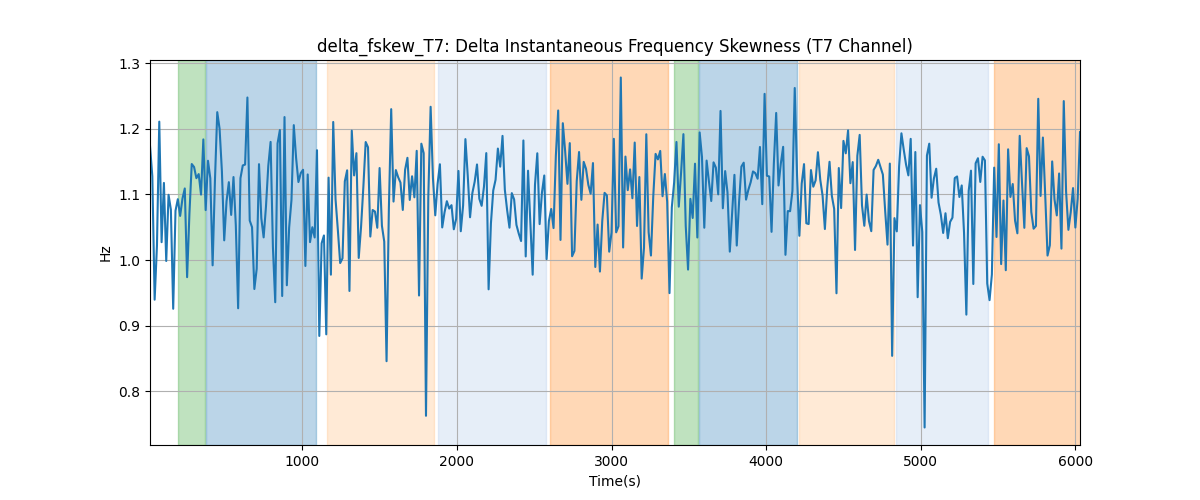 delta_fskew_T7: Delta Instantaneous Frequency Skewness (T7 Channel)
1.3
1.2
1.1
1.0
0.9
0.8
Hz
1000 2000 3000 4000 5000 6000
Time(s)